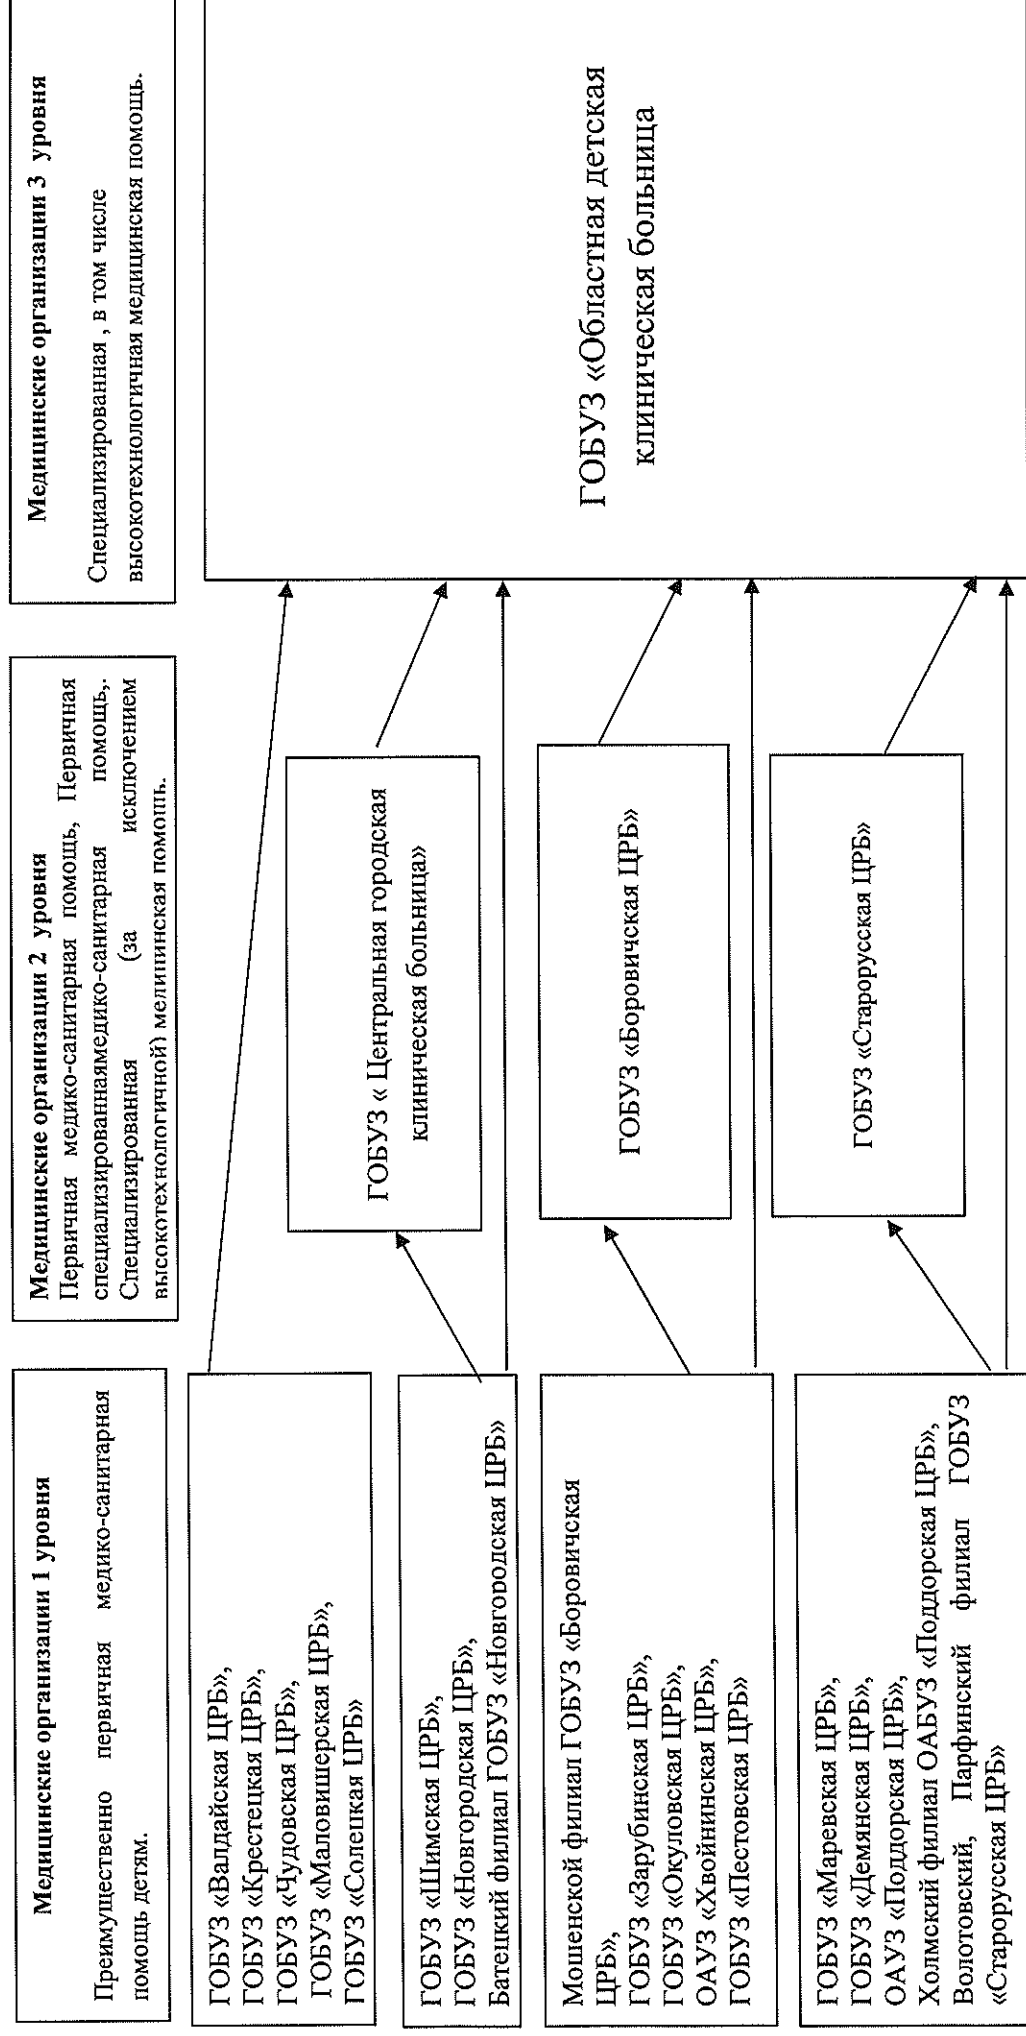 Медицинские организации 1 уровня
Преимущественно первичная медико-санитарная
помощь детям.
Медицинские организации 2 уровня
Первичная медико-санитарная помощь, Первичная
специализированнаямедико-санитарная помощь,.
Специализированная (за исключением
высокотехнологичной) медицинская помощь.
Медицинские организации 3 уровня
Специализированная , в том числе
высокотехнологичная медицинская помощь.
ГОБУЗ «Валдайская ЦРБ»,
ГОБУЗ «Крестецкая ЦРБ»,
ГОБУЗ «Чудовская ЦРБ»,
ГОБУЗ «Маловишерская ЦРБ»,
ГОБУЗ «Солецкая ЦРБ»
ГОБУЗ «Шимская ЦРБ»,
ГОБУЗ «Новгородская ЦРБ»,
Батецкий филиал ГОБУЗ «Новгородская ЦРБ»
Мошенской филиал ГОБУЗ «Боровичская
ЦРБ»,
ГОБУЗ «Зарубинская ЦРБ»,
ГОБУЗ «Окуловская ЦРБ»,
ОАУЗ «Хвойнинская ЦРБ»,
ГОБУЗ «Пестовская ЦРБ»
ГОБУЗ «Маревская ЦРБ»,
ГОБУЗ «Демянская ЦРБ»,
ОАУЗ «Поддорская ЦРБ»,
Холмский филиал ОАБУЗ «Поддорская ЦРБ»,
Волотовский, Парфинский филиал ГОБУЗ
«Старорусская ЦРБ»
ГОБУЗ « Центральная городская
клиническая больница»
ГОБУЗ «Боровичская ЦРБ»
ГОБУЗ «Старорусская ЦРБ»
ГОБУЗ «Областная детская
клиническая больница